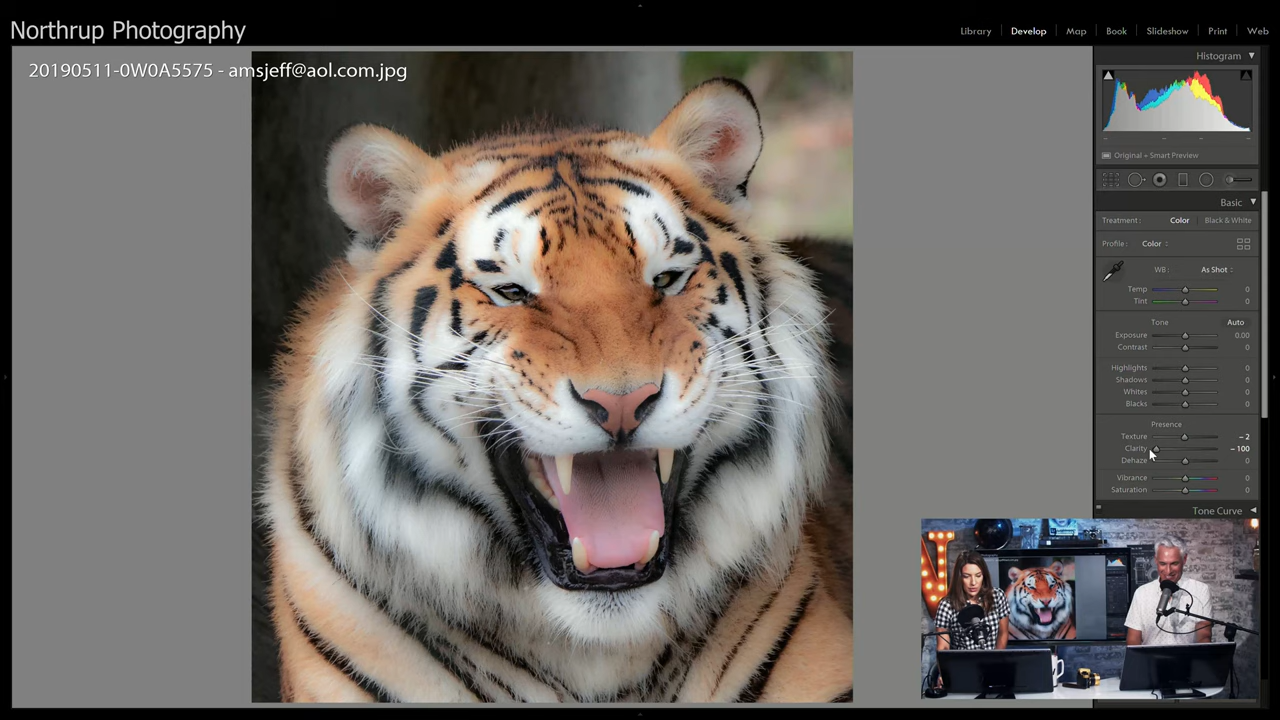 Northrup Photography
Library Develop Map Book Slideshow Print Web
20190511-0W0A5575 - amsjeff@aol.com.jpg
Histogram
Original + Smart Preview
Basic
Treatment : Color Black & White
Profile : Color
WB : As Shot
Temp 0
Tint 0
Tone Auto
Exposure 0.00
Contrast 0
Highlights 0
Shadows 0
Whites 0
Blacks 0
Presence
Texture – 2
Clarity – 100
Dehaze 0
Vibrance 0
Saturation 0
Tone Curve
N